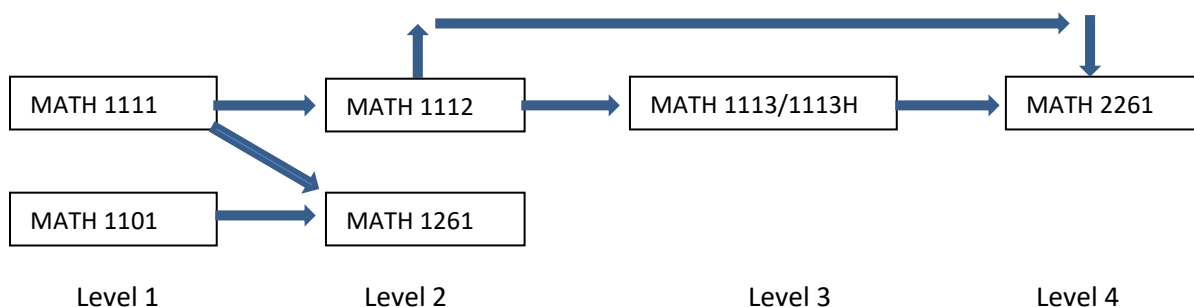 MATH 1111 MATH 1112 MATH 1113/1113H MATH 2261
MATH 1101 MATH 1261
Level 1 Level 2 Level 3 Level 4